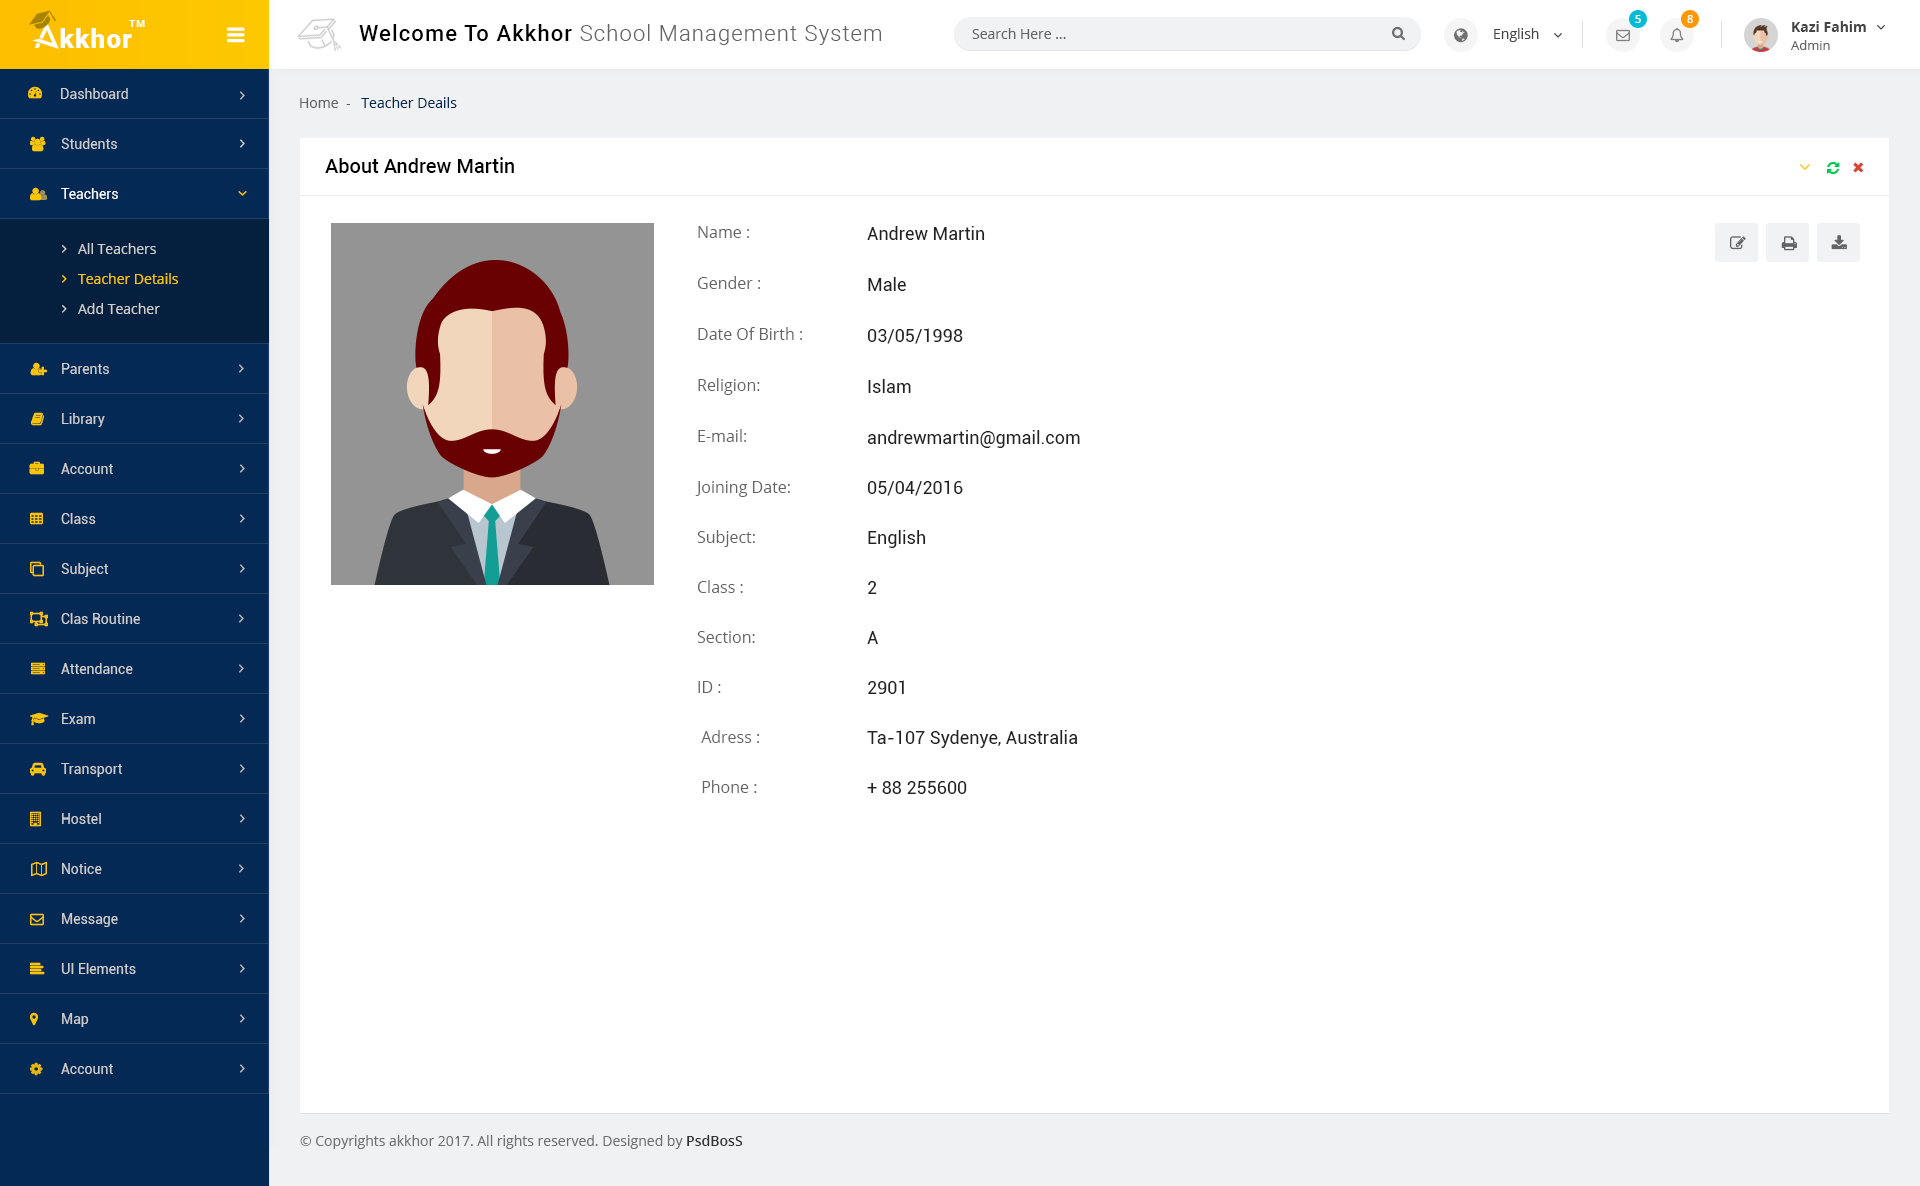 Akkhor™
Welcome To Akkhor School Management System
Search Here ...
English
5
8
Kazi Fahim
Admin
Dashboard
Students
Teachers
All Teachers
Teacher Details
Add Teacher
Parents
Library
Account
Class
Subject
Clas Routine
Attendance
Exam
Transport
Hostel
Notice
Message
UI Elements
Map
Account
Home - Teacher Deails
About Andrew Martin
Name : Andrew Martin
Gender : Male
Date Of Birth : 03/05/1998
Religion: Islam
E-mail: andrewmartin@gmail.com
Joining Date: 05/04/2016
Subject: English
Class : 2
Section: A
ID : 2901
Adress : Ta-107 Sydenye, Australia
Phone : + 88 255600
© Copyrights akkhor 2017. All rights reserved. Designed by PsdBosS